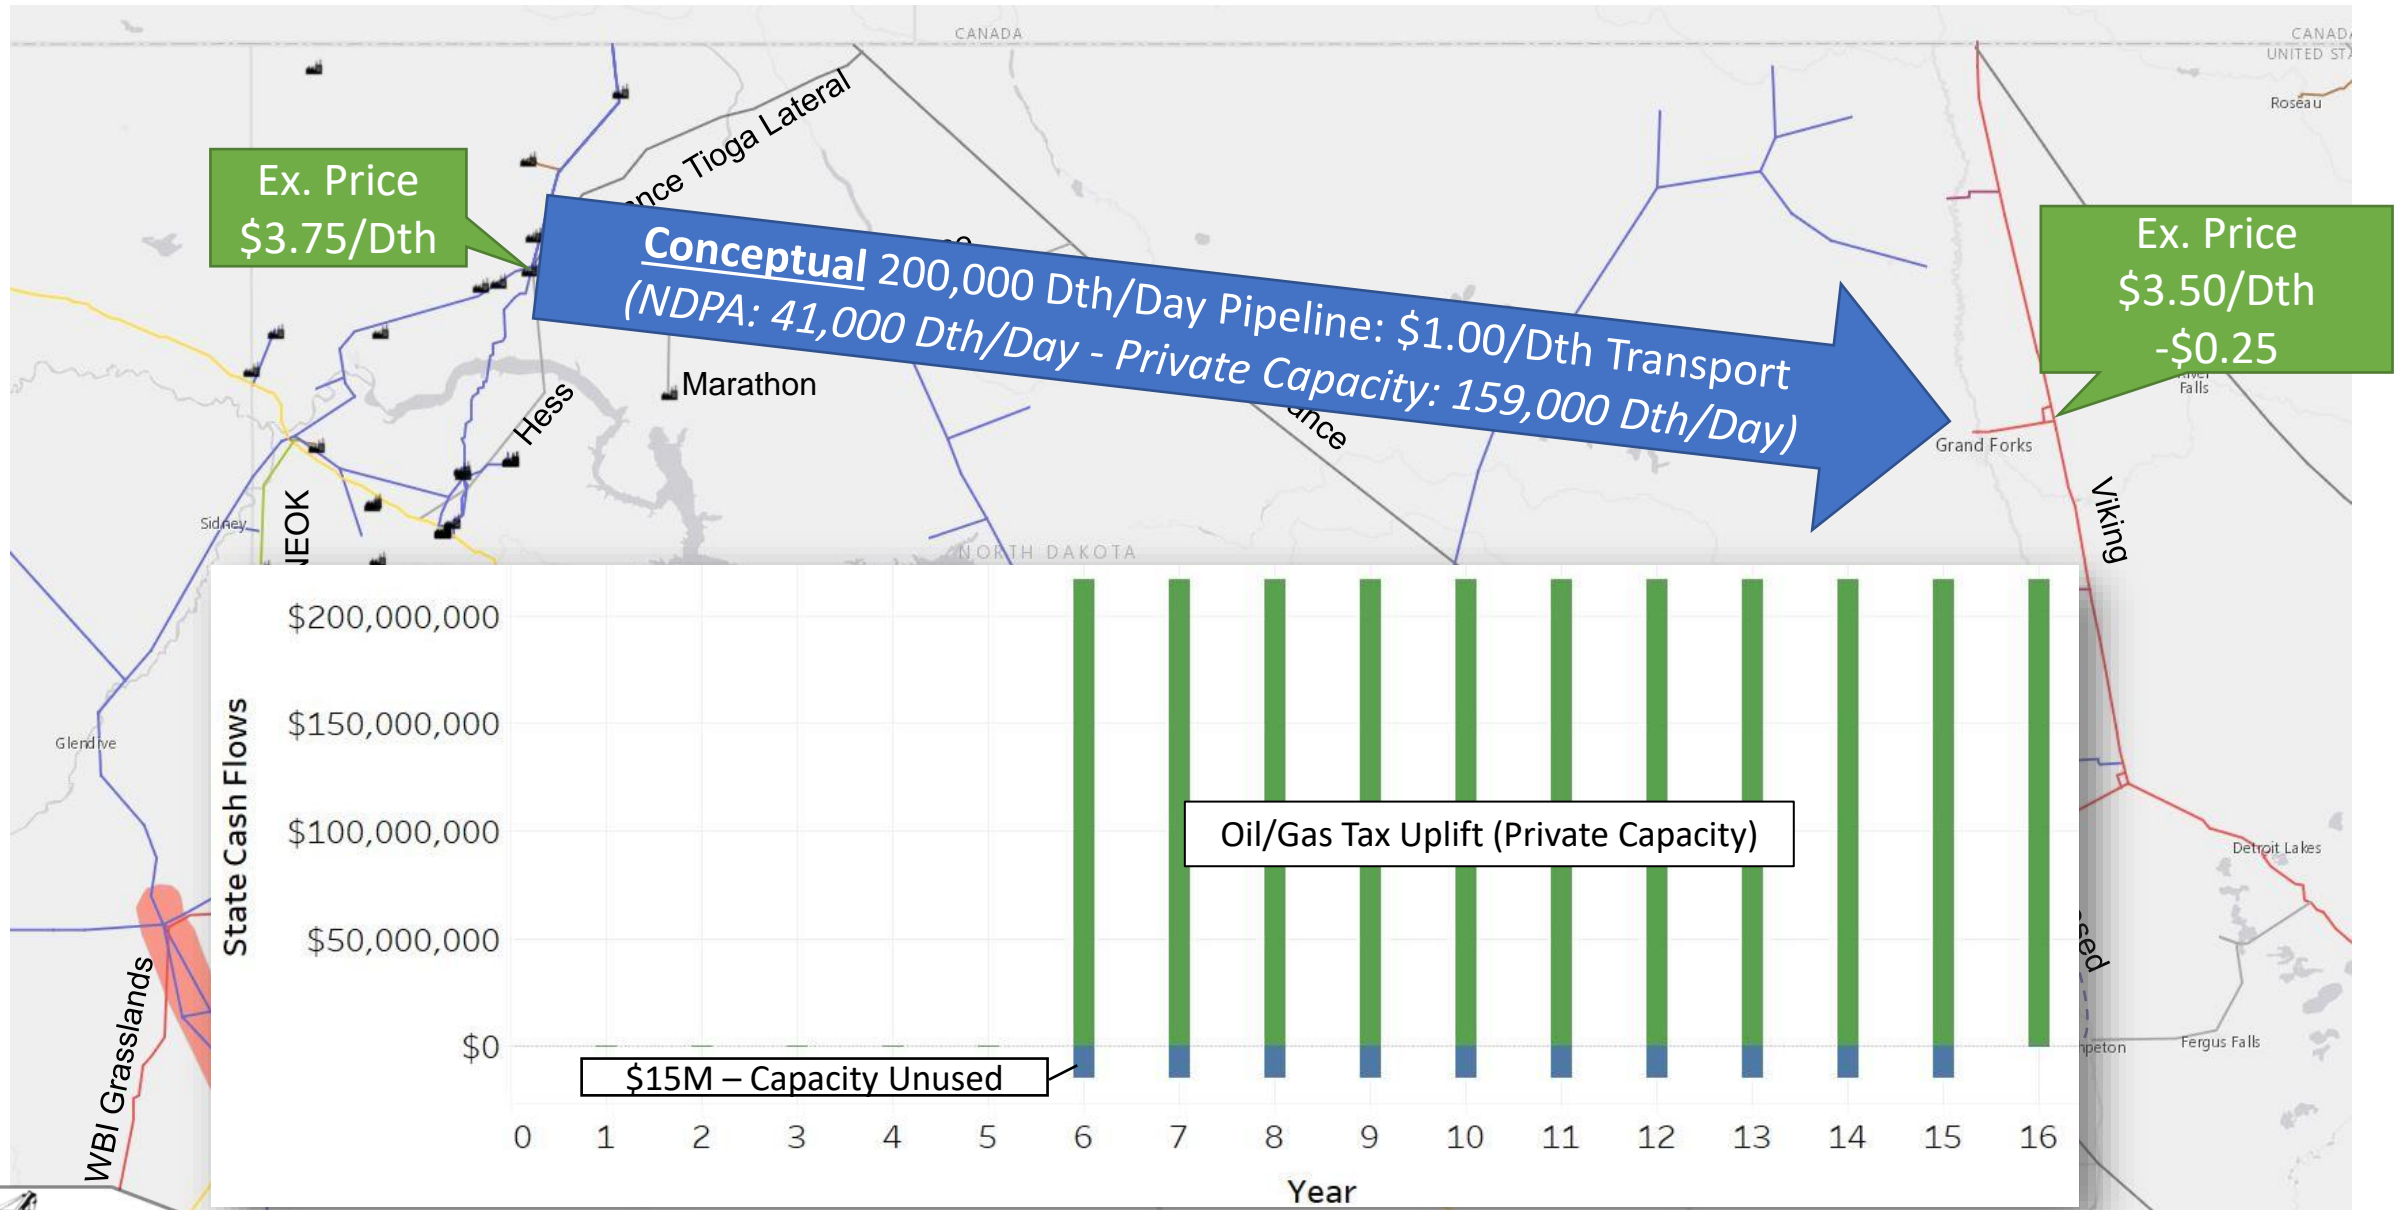 CANADA
CANAD
UNITED ST
Roseau
Tioga Lateral
Ex. Price
$3.75/Dth
Ex. Price
$3.50/Dth
-$0.25
Conceptual 200,000 Dth/Day Pipeline: $1.00/Dth Transport
(NDPA: 41,000 Dth/Day - Private Capacity: 159,000 Dth/Day)
Falls
Marathon
Hess
Grand Forks
Viking
Sidney
NORTH DAKOTA
Glendive
WBI Grasslands
Detroit Lakes
Fergus Falls
State Cash Flows
$200,000,000
$150,000,000
$100,000,000
$50,000,000
$0
Oil/Gas Tax Uplift (Private Capacity)
$15M – Capacity Unused
0 1 2 3 4 5 6 7 8 9 10 11 12 13 14 15 16
Year